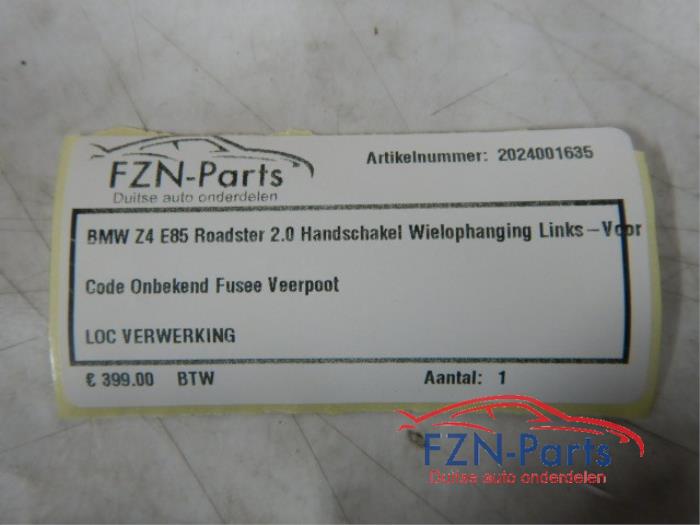 FZN-Parts
Duitse auto onderdelen
Artikelnummer: 2024001635
BMW Z4 E85 Roadster 2.0 Handschakel Wielophanging Links-Voor
Code Onbekend Fusee Veerpoot
LOC VERWERKING
€ 399.00 BTW
Aantal: 1
FZN-Parts
Duitse auto onderdelen